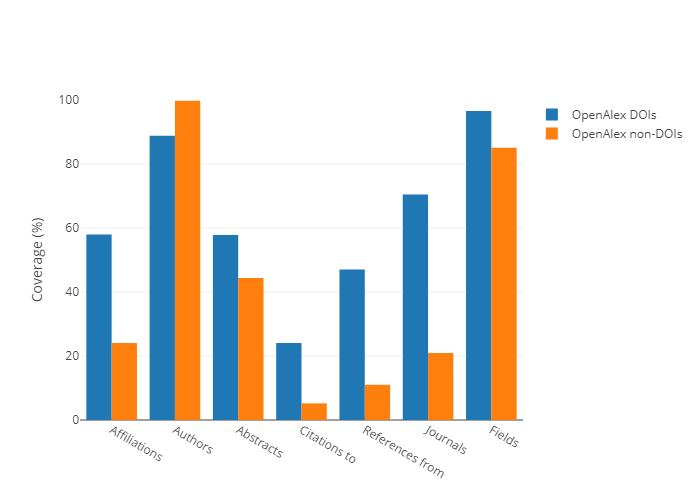 100
80
60
40
20
0
Coverage (%)
Affiliations
Authors
Abstracts
Citations to
References from
Journals
Fields
OpenAlex DOIs
OpenAlex non-DOIs